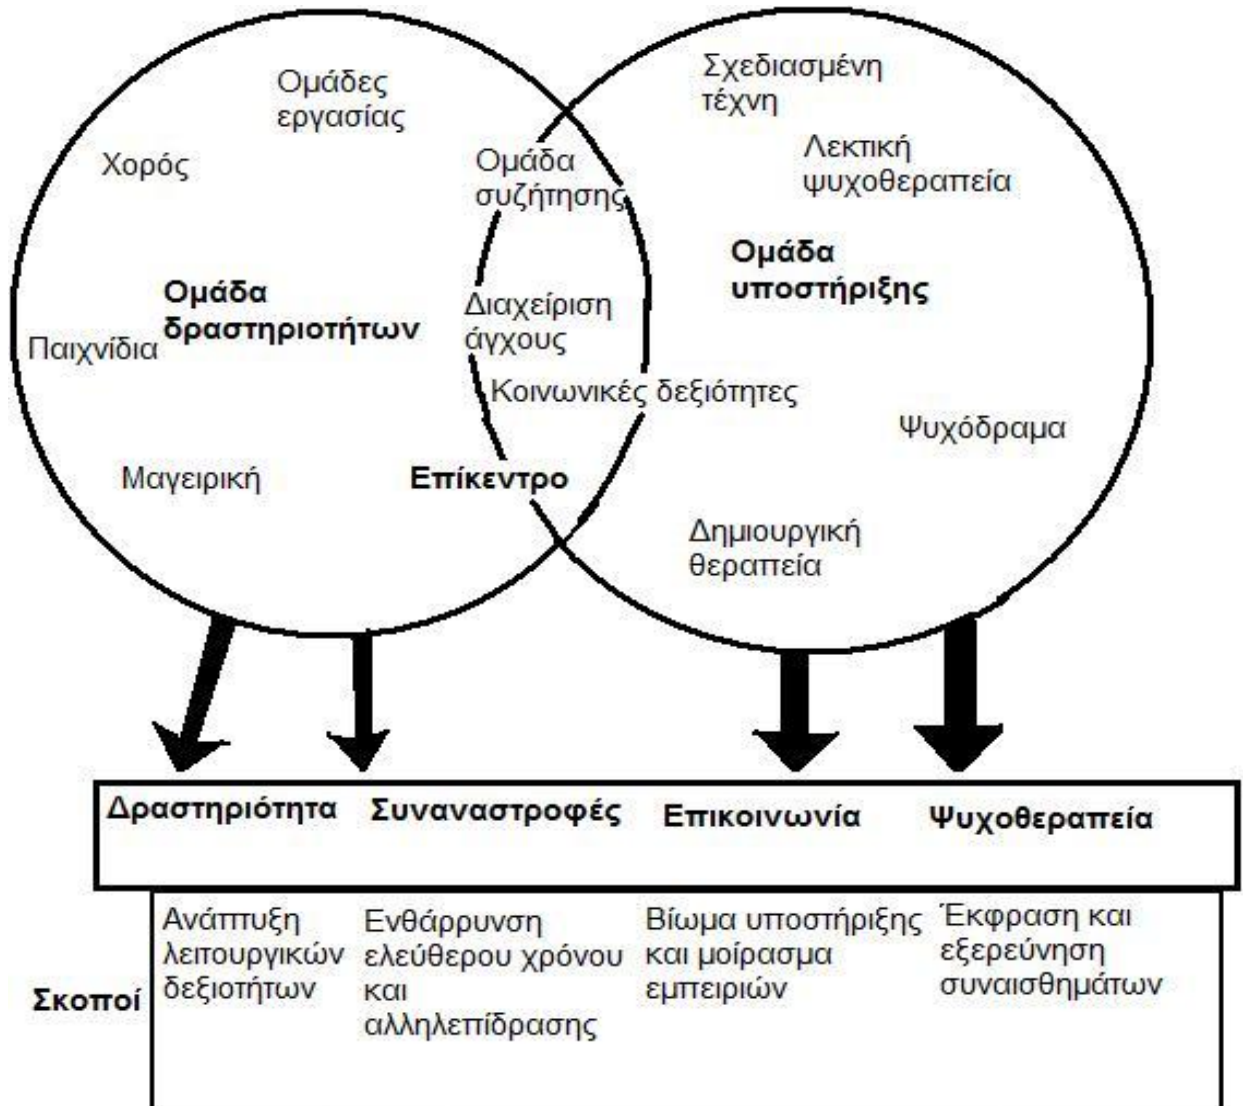 Ομάδες
εργασίας
Χορός
Ομάδα
δραστηριοτήτων
Παιχνίδια
Μαγειρική
Ομάδα
συζήτησης
Διαχείριση
άγχους
Κοινωνικές δεξιότητες
Επίκεντρο
Σχεδιασμένη
τέχνη
Λεκτική
ψυχοθεραπεία
Ομάδα
υποστήριξης
Ψυχόδραμα
Δημιουργική
θεραπεία
Δραστηριότητα
Συναναστροφές
Επικοινωνία
Ψυχοθεραπεία
Σκοποί
Ανάπτυξη
λειτουργικών
δεξιοτήτων
Ενθάρρυνση
ελεύθερου χρόνου
και
αλληλεπίδρασης
Βίωμα υποστήριξης
και μοίρασμα
εμπειριών
Έκφραση και
εξερεύνηση
συναισθημάτων